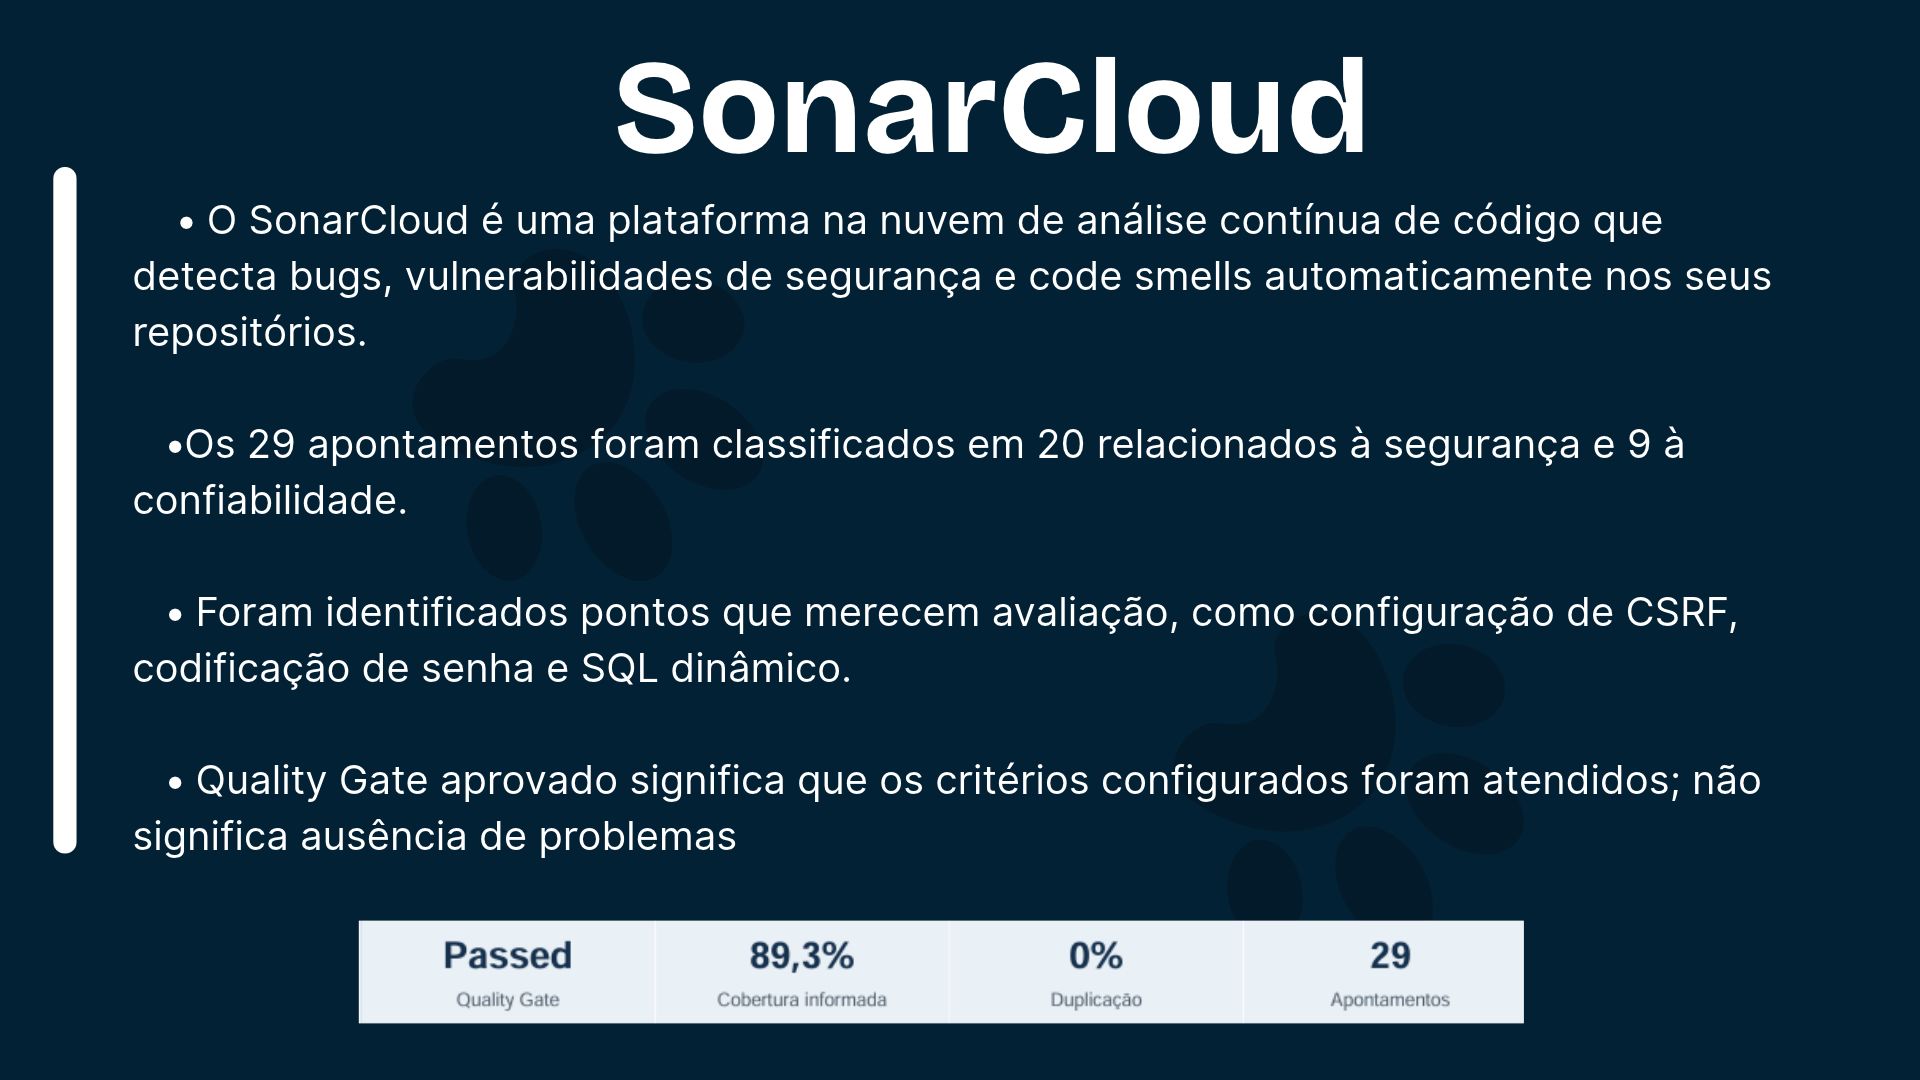 SonarCloud
• O SonarCloud é uma plataforma na nuvem de análise contínua de código que
detecta bugs, vulnerabilidades de segurança e code smells automaticamente nos seus
repositórios.
•Os 29 apontamentos foram classificados em 20 relacionados à segurança e 9 à
confiabilidade.
• Foram identificados pontos que merecem avaliação, como configuração de CSRF,
codificação de senha e SQL dinâmico.
• Quality Gate aprovado significa que os critérios configurados foram atendidos; não
significa ausência de problemas
Passed 89,3% 0% 29
Quality Gate Cobertura informada Duplicação Apontamentos